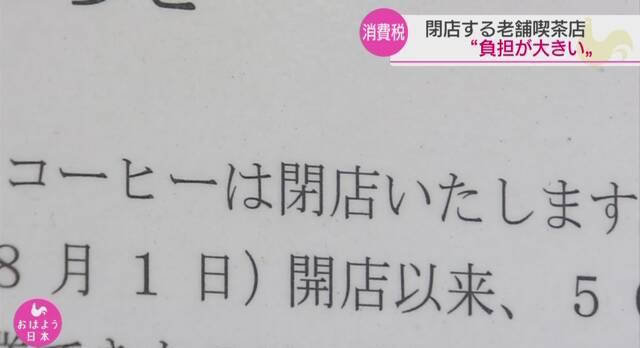 消費税
閉店する老舗喫茶店
“負担が大きい„
コーヒーは閉店いたします
8月1日）開店以来、5
おはよう
日本